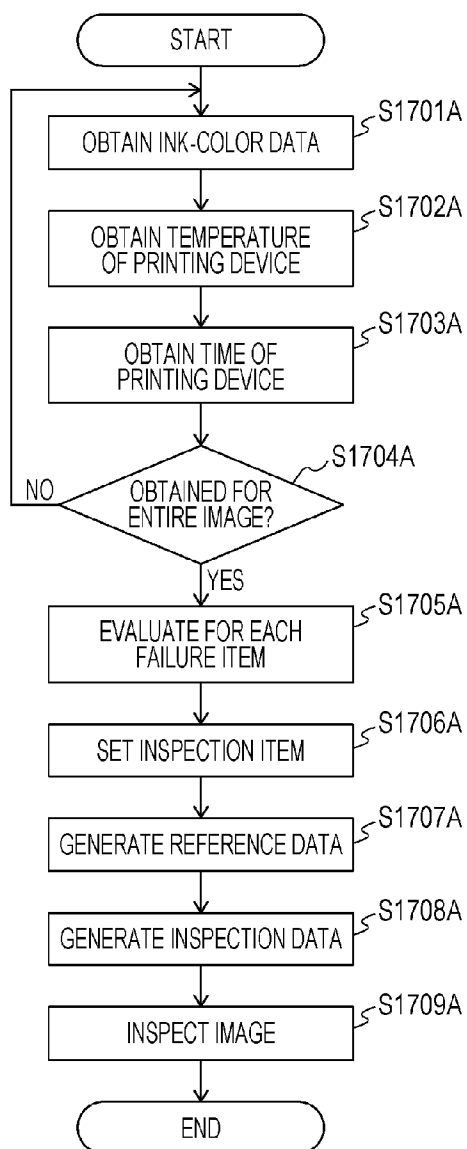 START
S1701A
OBTAIN INK-COLOR DATA
S1702A
OBTAIN TEMPERATURE
OF PRINTING DEVICE
S1703A
OBTAIN TIME OF
PRINTING DEVICE
S1704A
NO
OBTAINED FOR
ENTIRE IMAGE?
YES
S1705A
EVALUATE FOR EACH
FAILURE ITEM
S1706A
SET INSPECTION ITEM
S1707A
GENERATE REFERENCE DATA
S1708A
GENERATE INSPECTION DATA
S1709A
INSPECT IMAGE
END